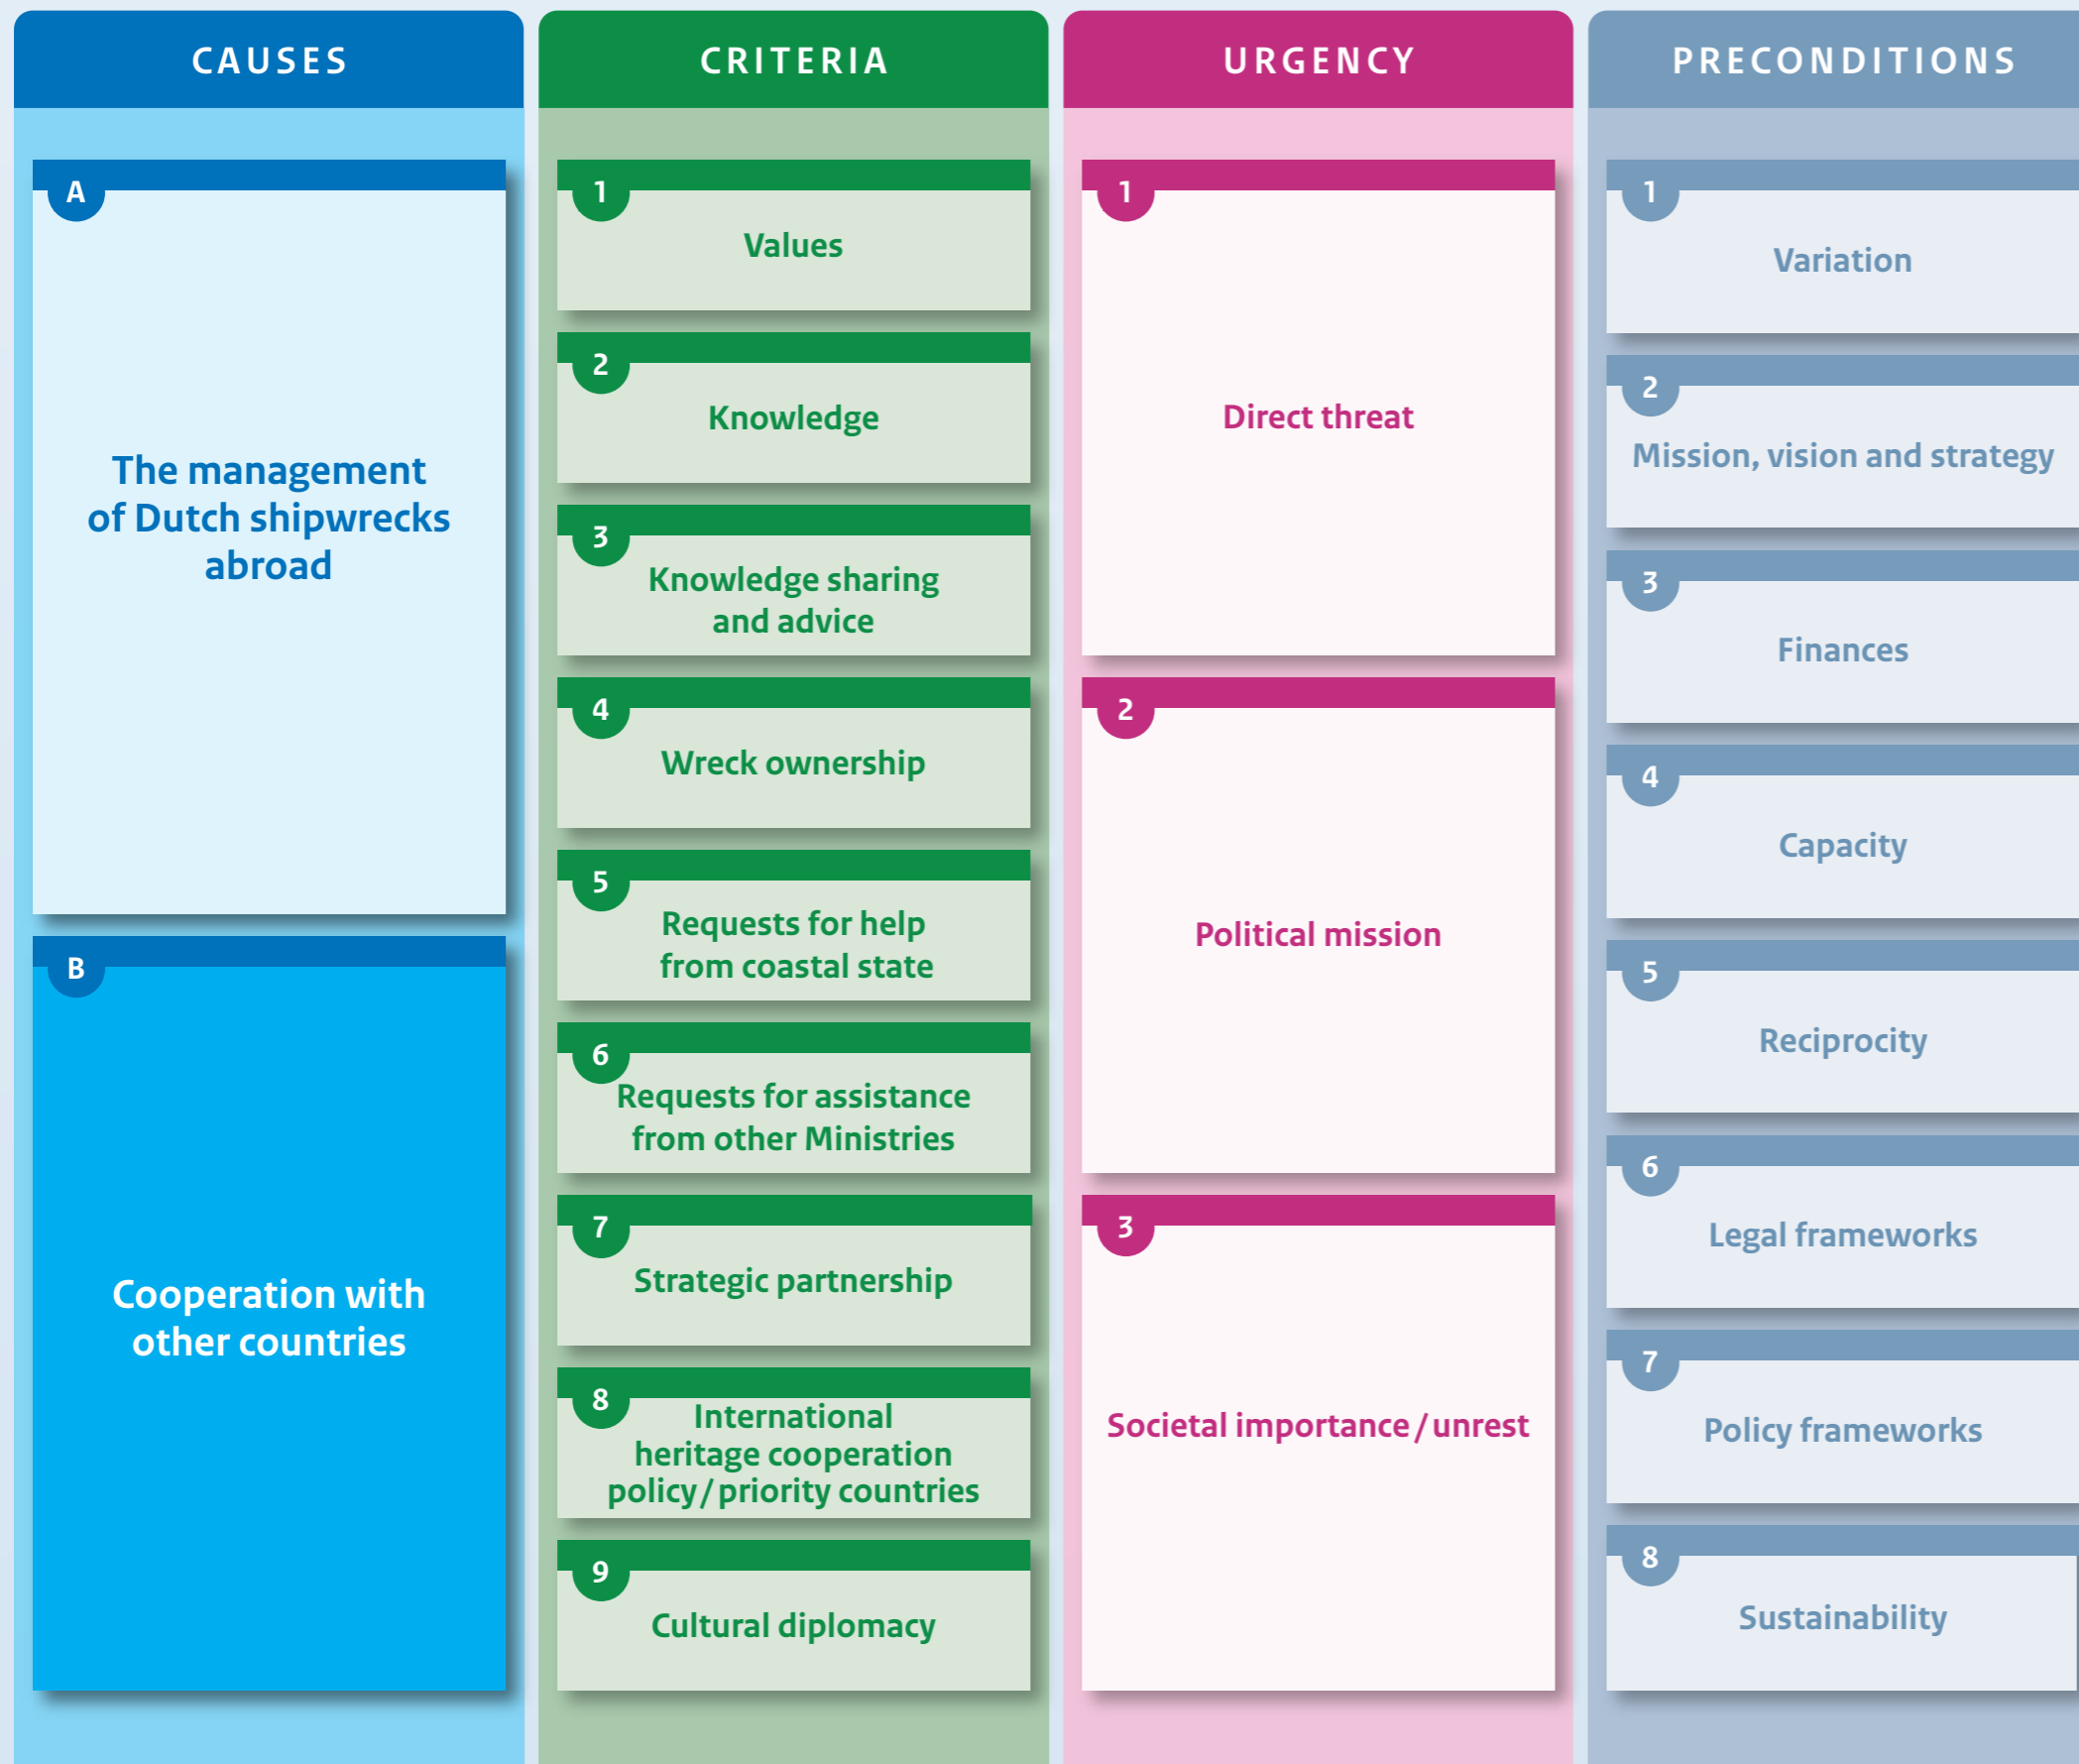 CAUSES
A
The management
of Dutch shipwrecks
abroad
B
Cooperation with
other countries
CRITERIA
1
Values
2
Knowledge
3
Knowledge sharing
and advice
4
Wreck ownership
5
Requests for help
from coastal state
6
Requests for assistance
from other Ministries
7
Strategic partnership
8
International
heritage cooperation
policy / priority countries
9
Cultural diplomacy
URGENCY
1
Direct threat
2
Political mission
3
Societal importance / unrest
PRECONDITIONS
1
Variation
2
Mission, vision and strategy
3
Finances
4
Capacity
5
Reciprocity
6
Legal frameworks
7
Policy frameworks
8
Sustainability